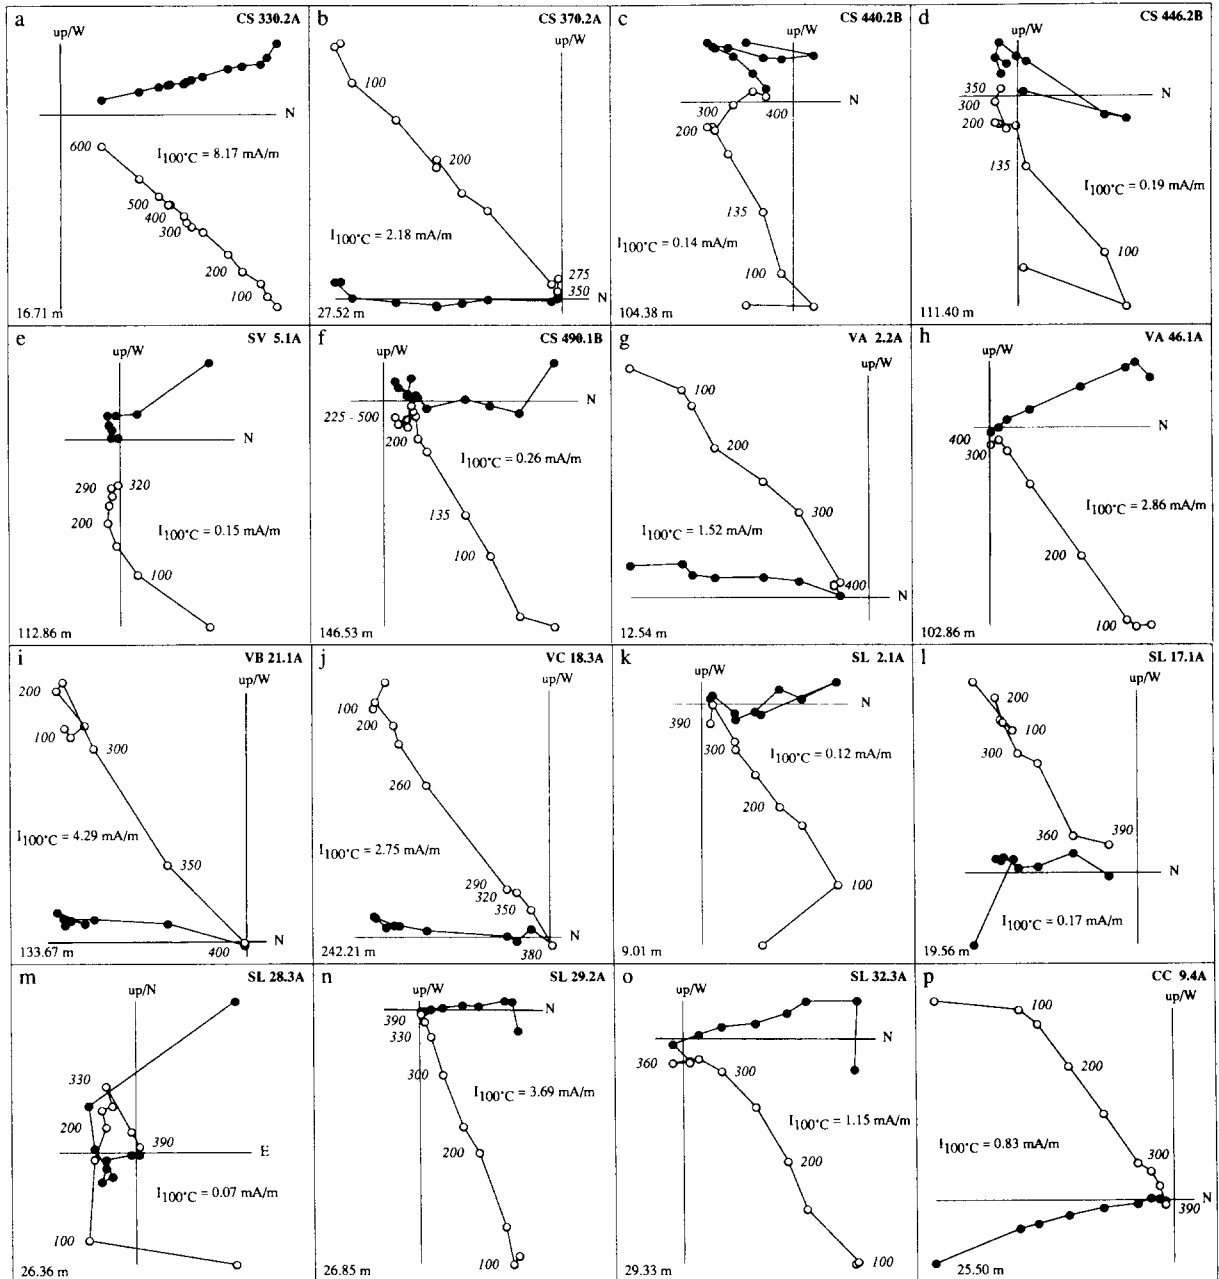 a
CS 330.2A
up/W
N
600
I100°C = 8.17 mA/m
500
400
300
200
100
16.71 m
b
CS 370.2A
up/W
100
200
I100°C = 2.18 mA/m
275
350
N
27.52 m
c
CS 440.2B
up/W
N
300
400
200
135
I100°C = 0.14 mA/m
100
104.38 m
d
CS 446.2B
up/W
350
N
300
200
135
I100°C = 0.19 mA/m
100
111.40 m
e
SV 5.1A
up/W
N
290
320
200
I100°C = 0.15 mA/m
100
112.86 m
f
CS 490.1B
up/W
N
225 - 500
200
I100°C = 0.26 mA/m
135
100
146.53 m
g
VA 2.2A
up/W
100
200
300
I100°C = 1.52 mA/m
400
N
12.54 m
h
VA 46.1A
up/W
N
400
300
I100°C = 2.86 mA/m
200
100
102.86 m
i
VB 21.1A
up/W
200
100
300
I100°C = 4.29 mA/m
350
N
400
133.67 m
j
VC 18.3A
up/W
100
200
260
I100°C = 2.75 mA/m
290
320
350
N
380
242.21 m
k
SL 2.1A
up/W
N
390
300
I100°C = 0.12 mA/m
200
100
9.01 m
l
SL 17.1A
up/W
200
100
300
360
390
N
I100°C = 0.17 mA/m
19.56 m
m
SL 28.3A
up/N
330
200
390
E
I100°C = 0.07 mA/m
100
26.36 m
n
SL 29.2A
up/W
N
390
330
300
I100°C = 3.69 mA/m
200
100
26.85 m
o
SL 32.3A
up/W
N
360
300
I100°C = 1.15 mA/m
200
100
29.33 m
p
CC 9.4A
up/W
100
200
I100°C = 0.83 mA/m
300
N
390
25.50 m